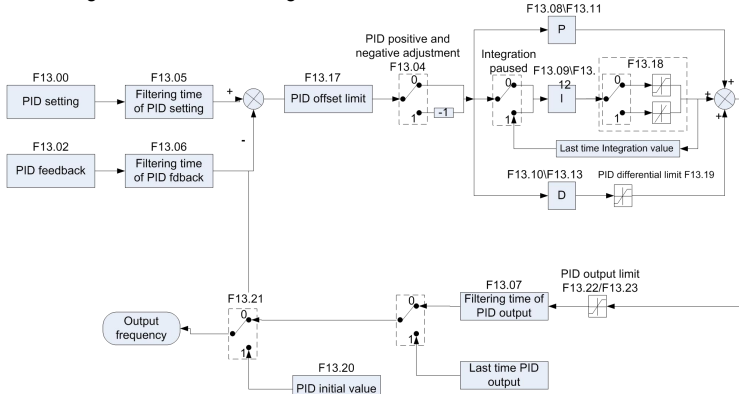 F13.08\F13.11
P
PID positive and
negative adjustment
F13.04
0
1
-1
Integration
paused
0
1
F13.09\F13.
12
I
F13.18
0
1
+
+
+
F13.00
PID setting
F13.05
Filtering time
of PID setting
+
-
F13.17
PID offset limit
F13.02
PID feedback
F13.06
Filtering time
of PID fdback
Last time Integration value
F13.10\F13.13
D
PID differential limit F13.19
F13.21
0
1
Output
frequency
F13.20
PID initial value
0
1
F13.07
Filtering time of
PID output
Last time PID
output
PID output limit
F13.22/F13.23